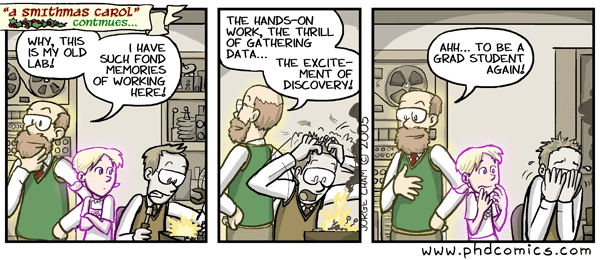 "a SMITHMAS CAROL"
continues...
WHY, THIS
IS MY OLD
LAB!
I HAVE
SUCH FOND
MEMORIES
OF WORKING
HERE!
THE HANDS-ON
WORK, THE THRILL
OF GATHERING
DATA...
THE EXCITE-
MENT OF
DISCOVERY!
JORGE CHAM © 2005
AHH... TO BE A
GRAD STUDENT
AGAIN!
www.phdcomics.com